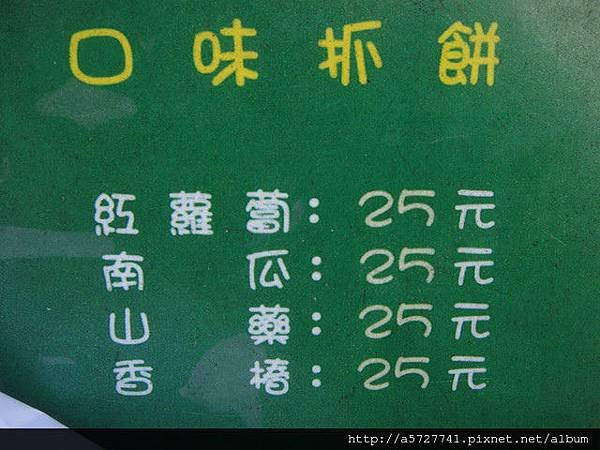 口味抓餅
紅蘿蔔：25元
南瓜：25元
山藥：25元
香椿：25元
http://a5727741.pixnet.net/album